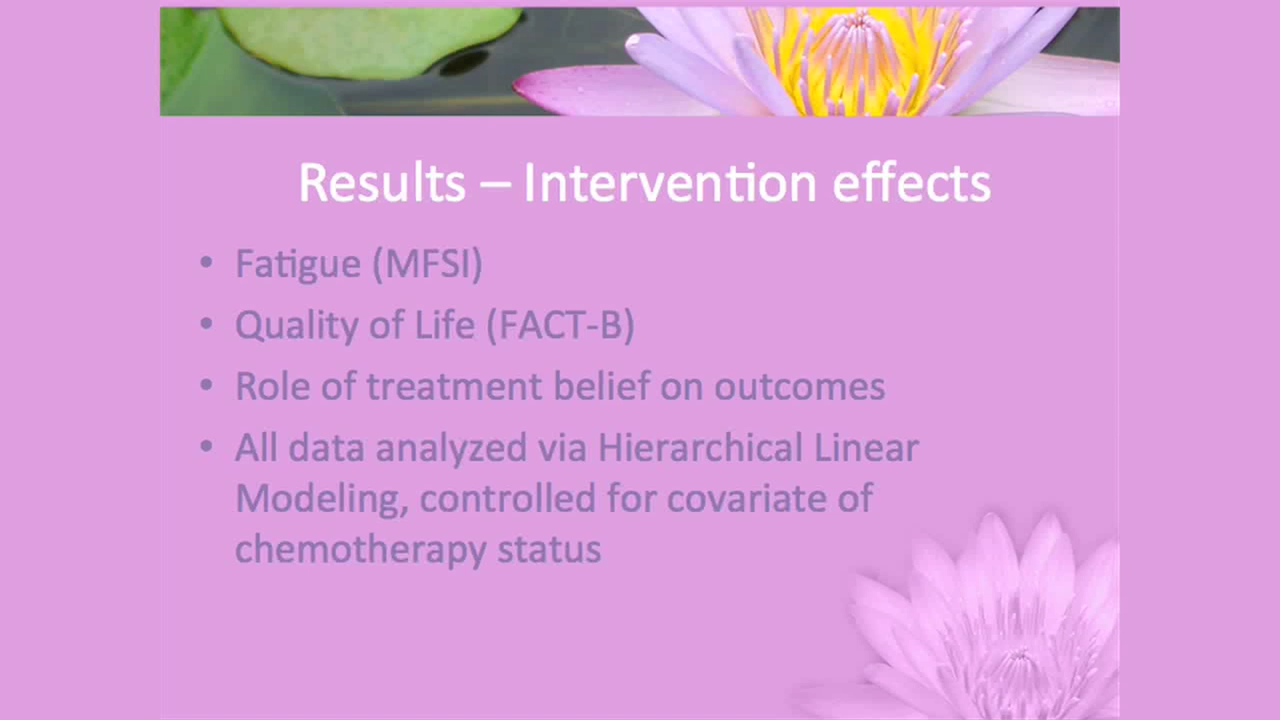 Results – Intervention effects
• Fatigue (MFSI)
• Quality of Life (FACT-B)
• Role of treatment belief on outcomes
• All data analyzed via Hierarchical Linear
Modeling, controlled for covariate of
chemotherapy status